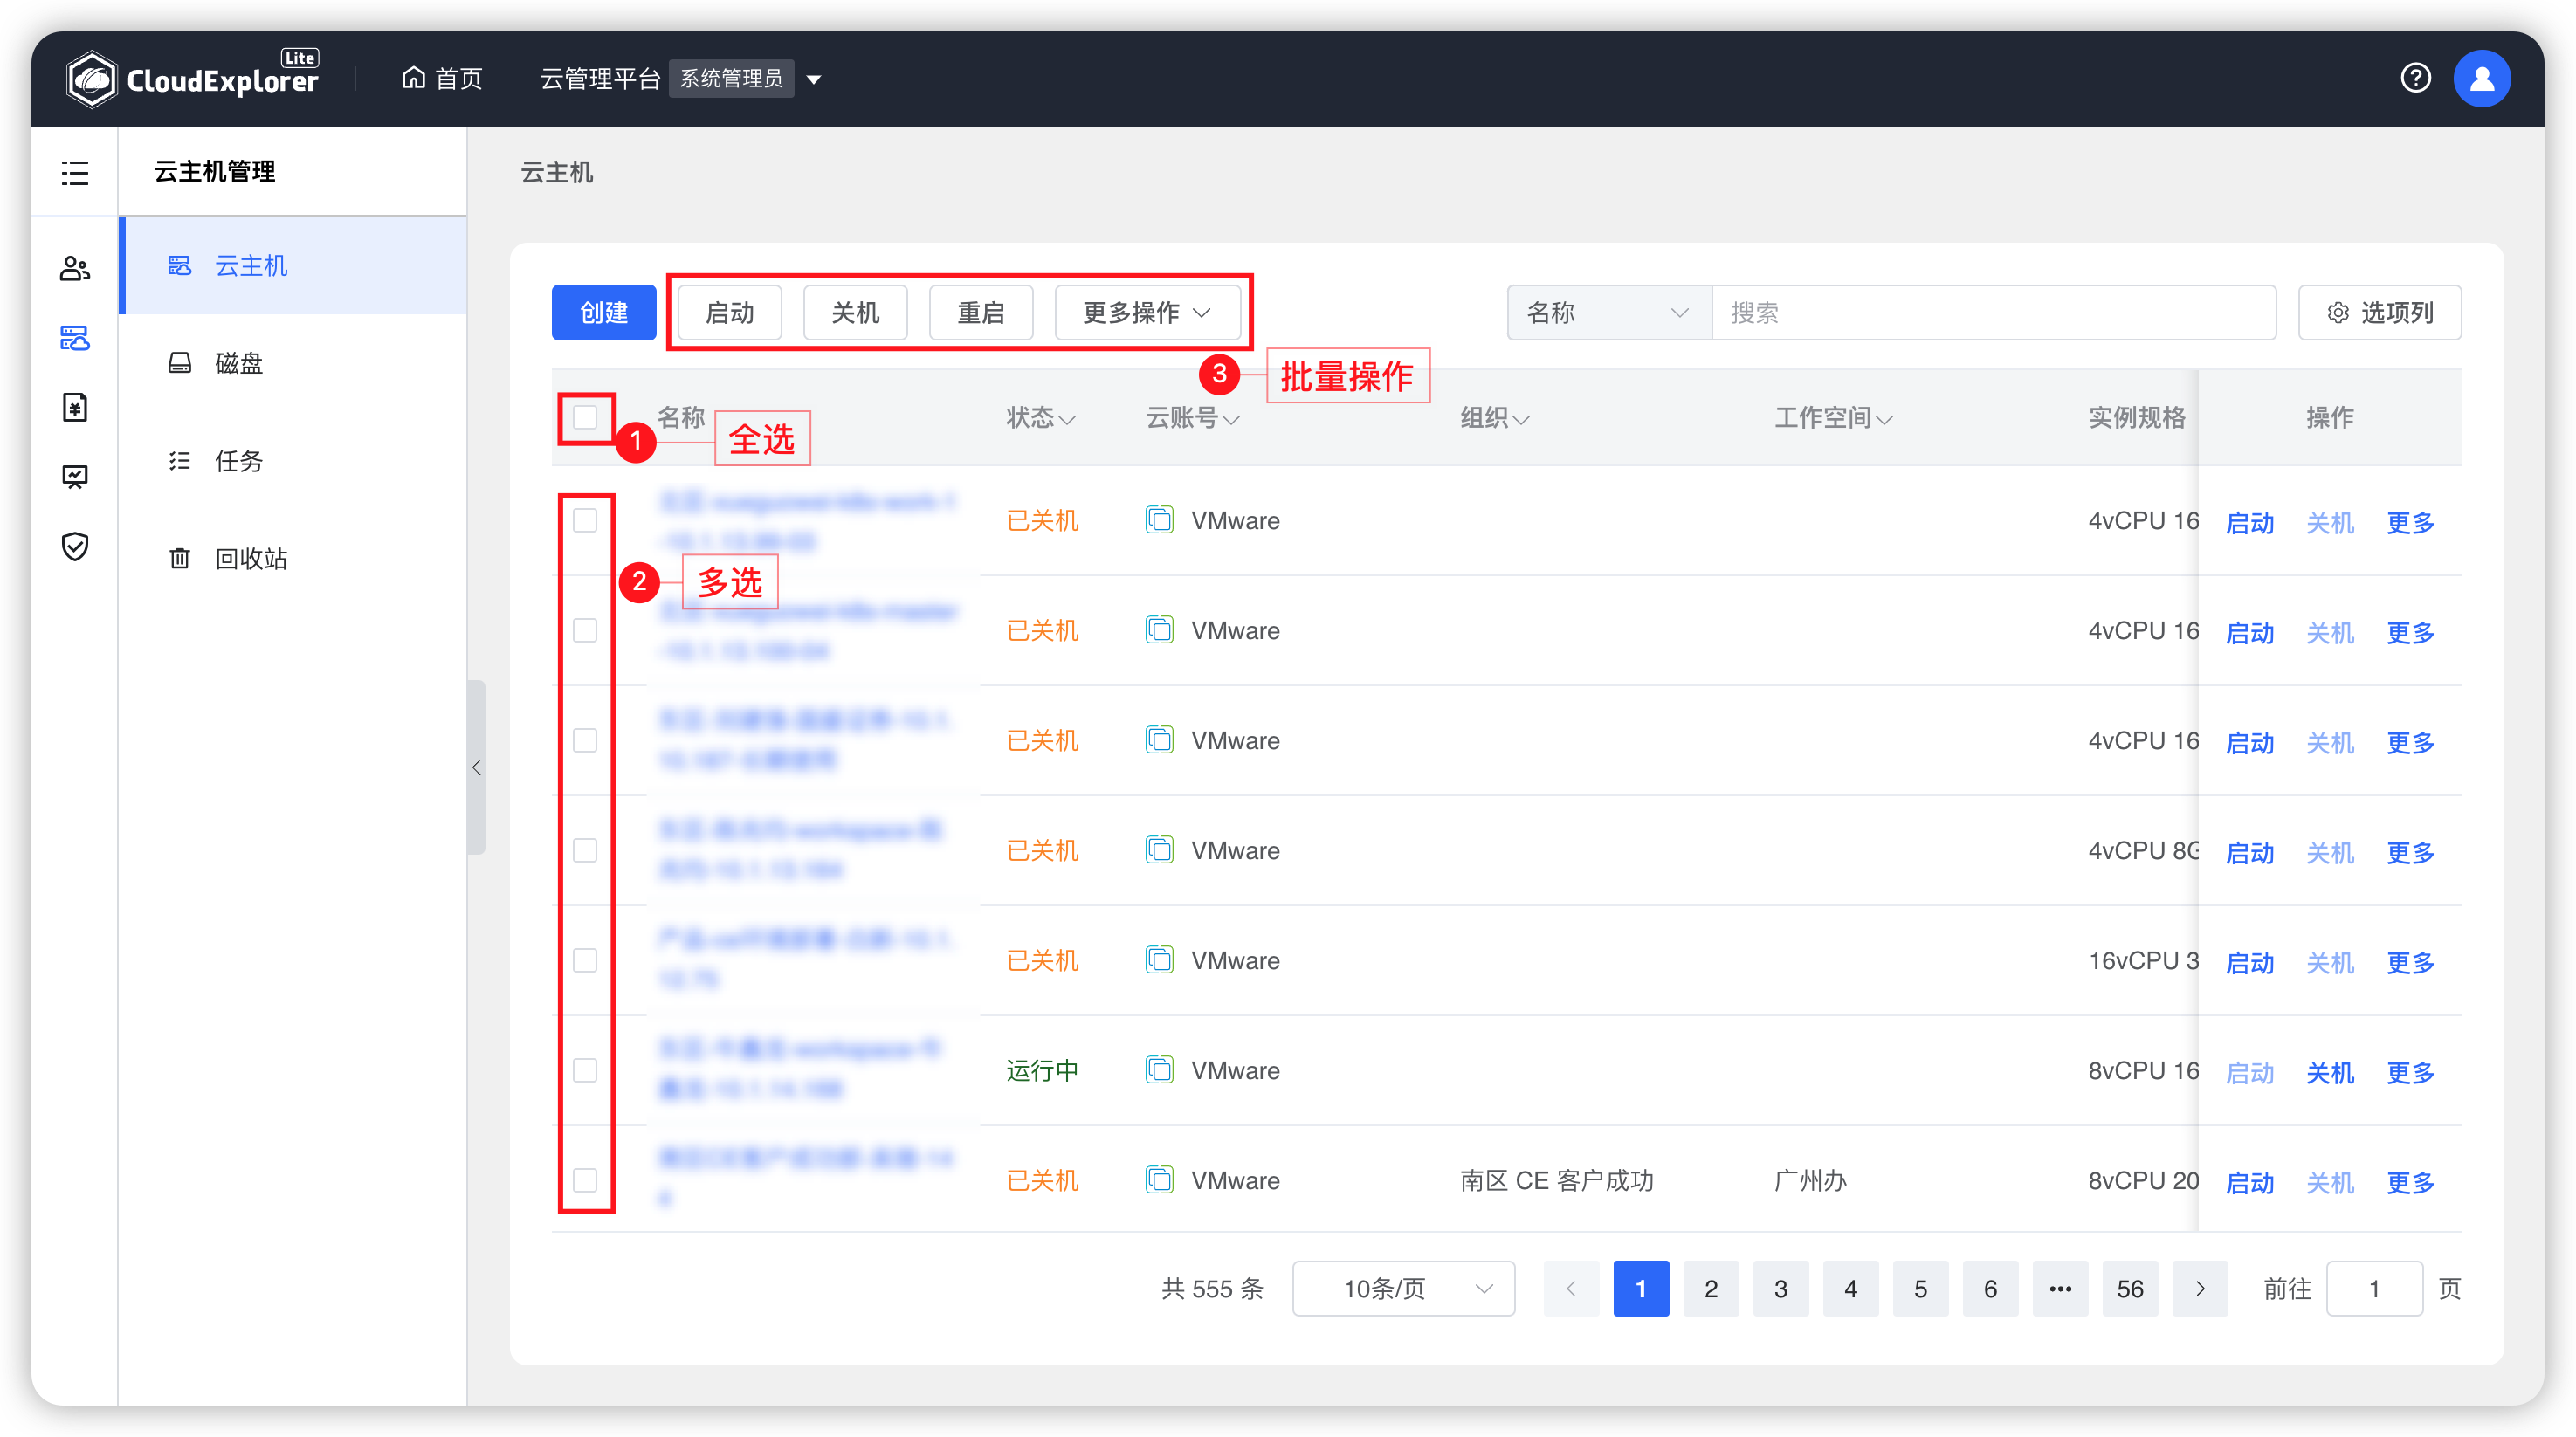 CloudExplorer Lite
首页
云管理平台 系统管理员
云主机管理
云主机
磁盘
任务
回收站
云主机
创建 启动 关机 重启 更多操作
名称 搜索 选项列
3 批量操作
名称 状态 云账号 组织 工作空间 实例规格 操作
1 全选
已关机 VMware 4vCPU 16 启动 关机 更多
2 多选
已关机 VMware 4vCPU 16 启动 关机 更多
已关机 VMware 4vCPU 16 启动 关机 更多
已关机 VMware 4vCPU 8G 启动 关机 更多
已关机 VMware 16vCPU 3 启动 关机 更多
运行中 VMware 8vCPU 16 启动 关机 更多
已关机 VMware 南区 CE 客户成功 广州办 8vCPU 20 启动 关机 更多
共 555 条 10条/页 1 2 3 4 5 6 ••• 56 前往 1 页